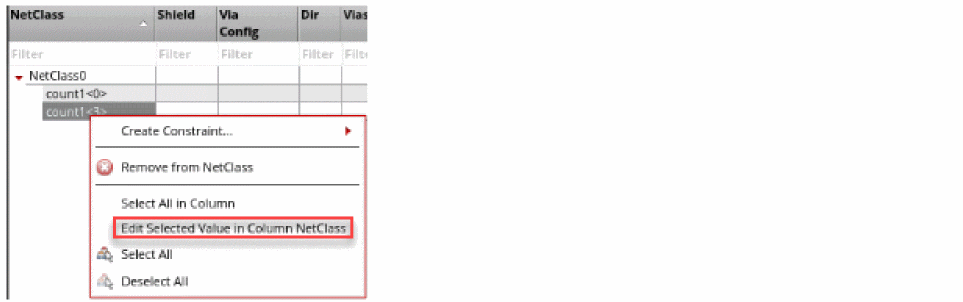 NetClass Shield Via Config Dir Vias
Filter Filter Filter Filter Filte
NetClass0
count1<0>
count1<3>
Create Constraint...
Remove from NetClass
Select All in Column
Edit Selected Value in Column NetClass
Select All
Deselect All